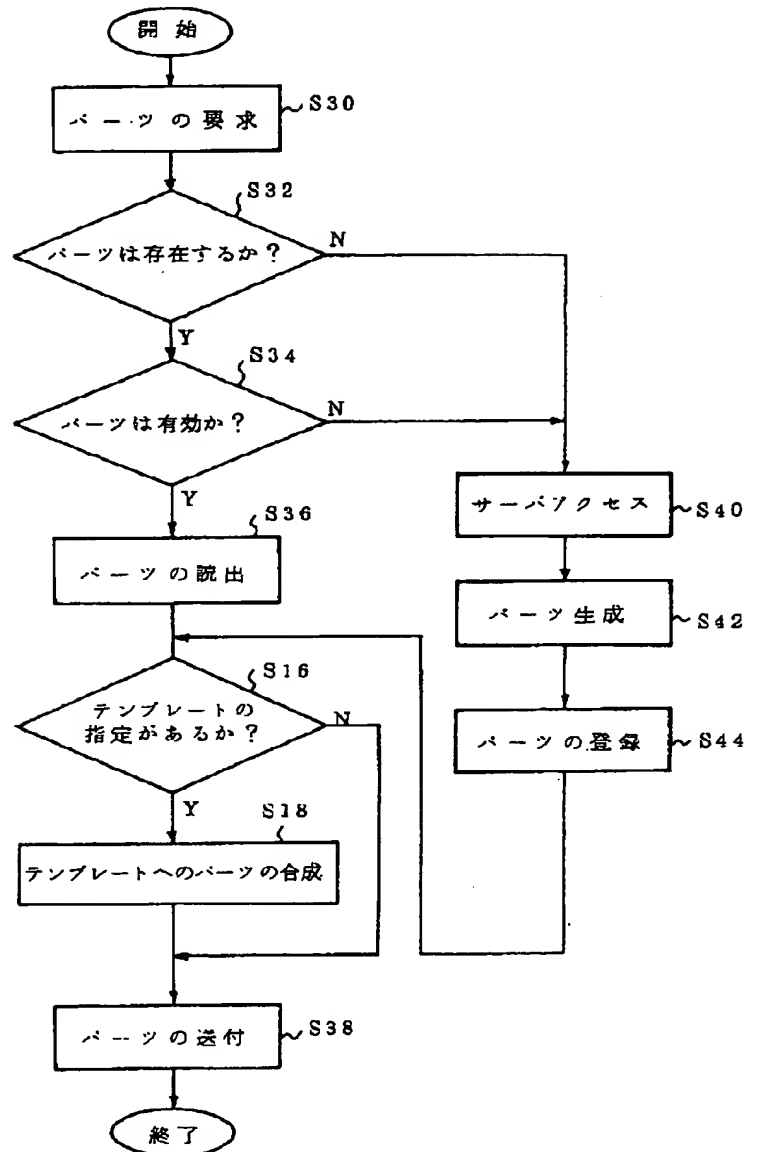 開始
パーツの要求
S30
S32
パーツは存在するか？
N
Y
S34
パーツは有効か？
N
Y
S36
パーツの読出
S40
サーバアクセス
S42
パーツ生成
S44
パーツの登録
S16
テンプレートの
指定があるか？
N
Y
S18
テンプレートへのパーツの合成
パーツの送付
S38
終了